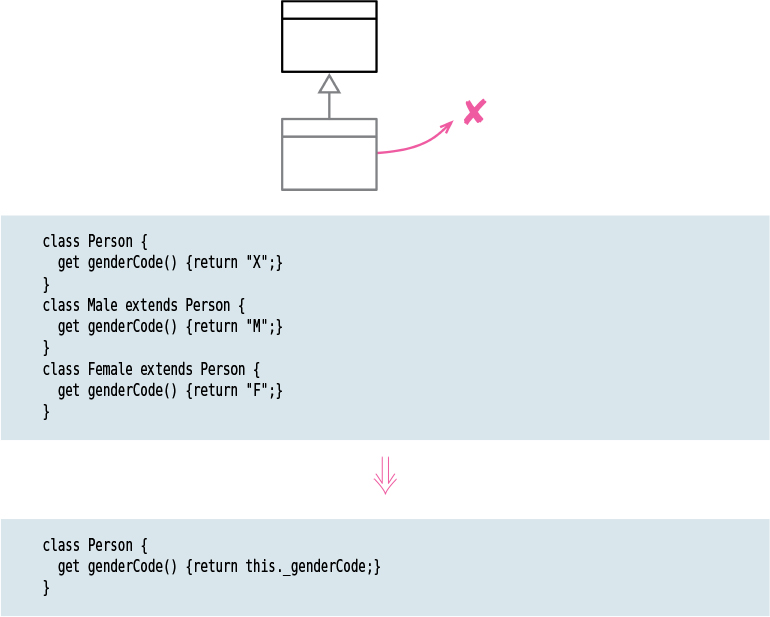 class Person {
  get genderCode() {return "X";}
}
class Male extends Person {
  get genderCode() {return "M";}
}
class Female extends Person {
  get genderCode() {return "F";}
}
class Person {
  get genderCode() {return this._genderCode;}
}